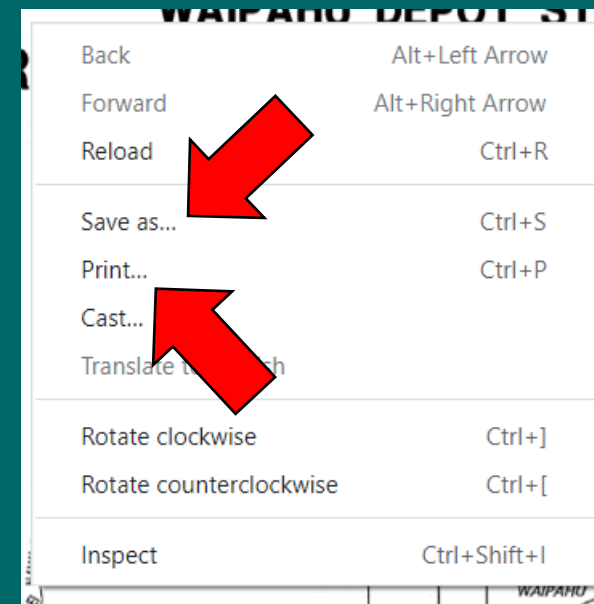 WAIPAHU DEPOT ST
Back Alt+Left Arrow
Forward Alt+Right Arrow
Reload Ctrl+R
Save as... Ctrl+S
Print... Ctrl+P
Cast...
Translate
Rotate clockwise Ctrl+]
Rotate counterclockwise Ctrl+[
Inspect Ctrl+Shift+I
WAIPAHU